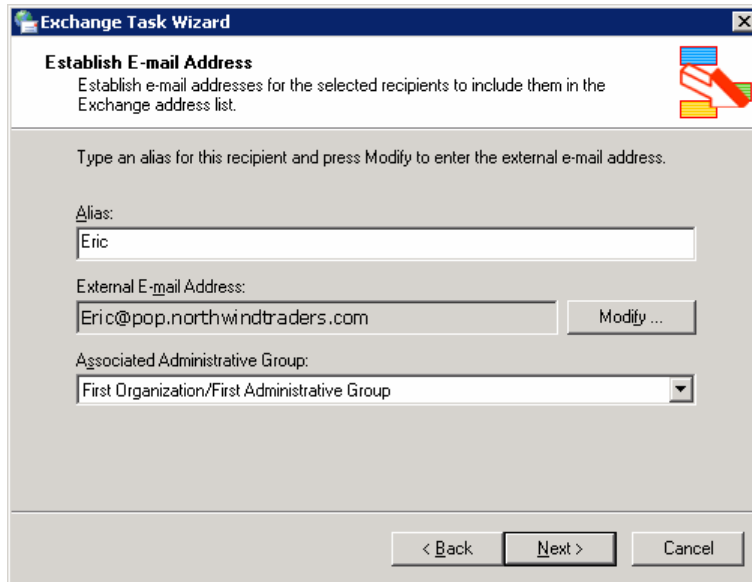 Exchange Task Wizard
Establish E-mail Address
Establish e-mail addresses for the selected recipients to include them in the
Exchange address list.
Type an alias for this recipient and press Modify to enter the external e-mail address.
Alias:
Eric
External E-mail Address:
Eric@pop.northwindtraders.com
Modify ...
Associated Administrative Group:
First Organization/First Administrative Group
< Back Next > Cancel